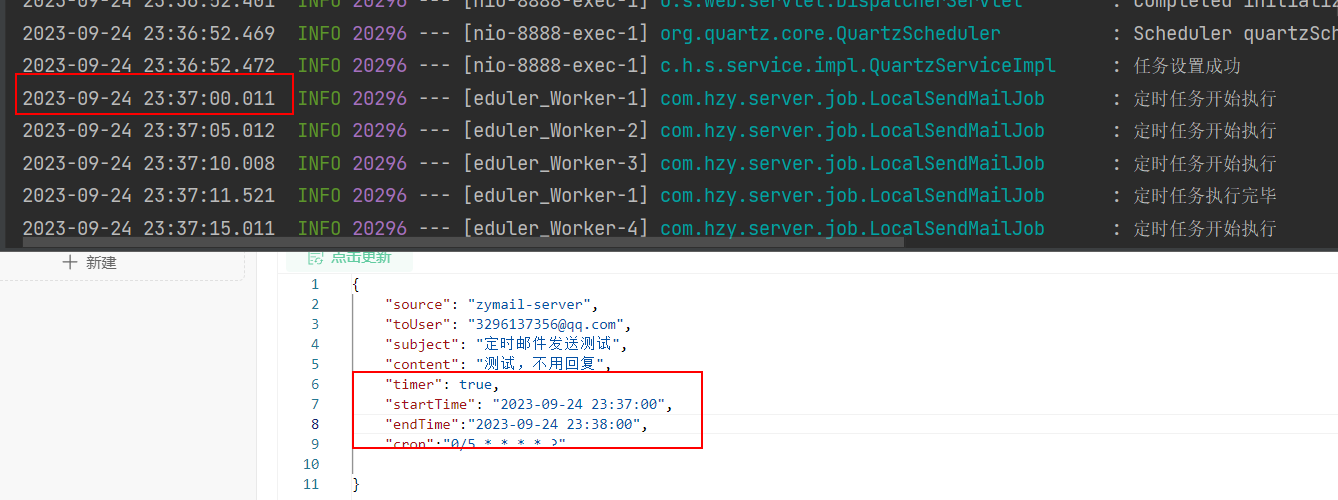 2023-09-24 23:36:52.401 INFO 20296 --- [nio-8888-exec-1] o.s.web.servlet.DispatcherServlet : Completed initializ
2023-09-24 23:36:52.469 INFO 20296 --- [nio-8888-exec-1] org.quartz.core.QuartzScheduler : Scheduler quartzSch
2023-09-24 23:36:52.472 INFO 20296 --- [nio-8888-exec-1] c.h.s.service.impl.QuartzServiceImpl : 任务设置成功
2023-09-24 23:37:00.011 INFO 20296 --- [eduler_Worker-1] com.hzy.server.job.LocalSendMailJob : 定时任务开始执行
2023-09-24 23:37:05.012 INFO 20296 --- [eduler_Worker-2] com.hzy.server.job.LocalSendMailJob : 定时任务开始执行
2023-09-24 23:37:10.008 INFO 20296 --- [eduler_Worker-3] com.hzy.server.job.LocalSendMailJob : 定时任务开始执行
2023-09-24 23:37:11.521 INFO 20296 --- [eduler_Worker-1] com.hzy.server.job.LocalSendMailJob : 定时任务执行完毕
2023-09-24 23:37:15.011 INFO 20296 --- [eduler_Worker-4] com.hzy.server.job.LocalSendMailJob : 定时任务开始执行
新建
点击更新
1 {
2 "source": "zymail-server",
3 "toUser": "3296137356@qq.com",
4 "subject": "定时邮件发送测试",
5 "content": "测试，不用回复",
6 "timer": true,
7 "startTime": "2023-09-24 23:37:00",
8 "endTime":"2023-09-24 23:38:00",
9 "cron":"0/5 * * * * ?"
10
11 }